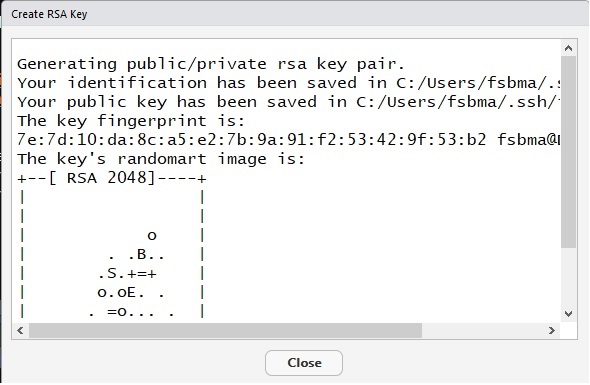 Create RSA Key
Generating public/private rsa key pair.
Your identification has been saved in C:/Users/fsbma/.s
Your public key has been saved in C:/Users/fsbma/.ssh/
The key fingerprint is:
7e:7d:10:da:8c:a5:e2:7b:9a:91:f2:53:42:9f:53:b2 fsbma@
The key's randomart image is:
+--[ RSA 2048]----+
|                 |
|                 |
|            o    |
|        . .B..   |
|       .S.+=+    |
|       o.oE. .   |
|      . =o... .  |
Close